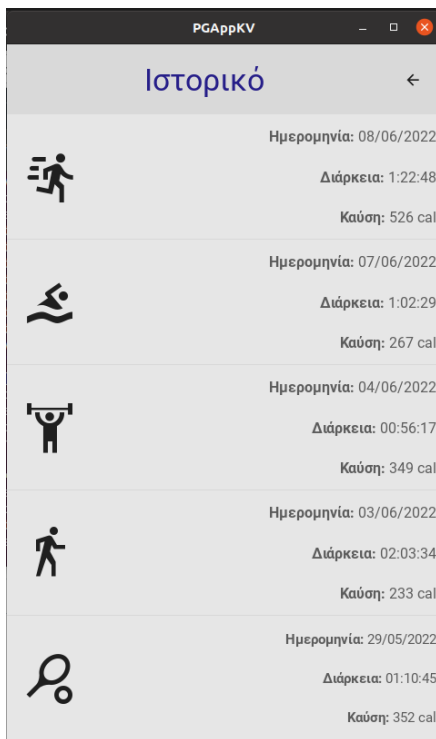 PGAppKV
Ιστορικό
Ημερομηνία: 08/06/2022
Διάρκεια: 1:22:48
Καύση: 526 cal
Ημερομηνία: 07/06/2022
Διάρκεια: 1:02:29
Καύση: 267 cal
Ημερομηνία: 04/06/2022
Διάρκεια: 00:56:17
Καύση: 349 cal
Ημερομηνία: 03/06/2022
Διάρκεια: 02:03:34
Καύση: 233 cal
Ημερομηνία: 29/05/2022
Διάρκεια: 01:10:45
Καύση: 352 cal